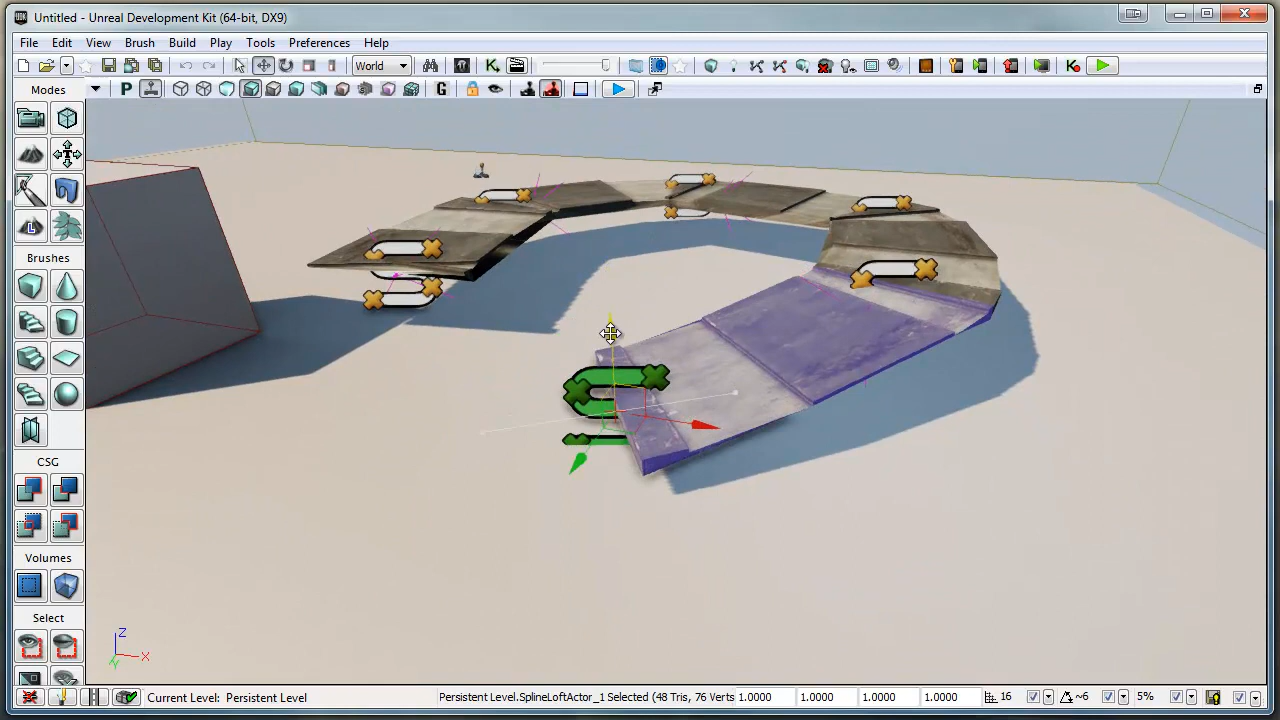 Untitled - Unreal Development Kit (64-bit, DX9)
File Edit View Brush Build Play Tools Preferences Help
World
Modes
P G
L
Brushes
CSG
Volumes
Select
Z
X
Y
Current Level: Persistent Level
Persistent Level.SplineLoftActor_1 Selected (48 Tris, 76 Verts
1.0000 1.0000 1.0000 1.0000 16 ~6 5%